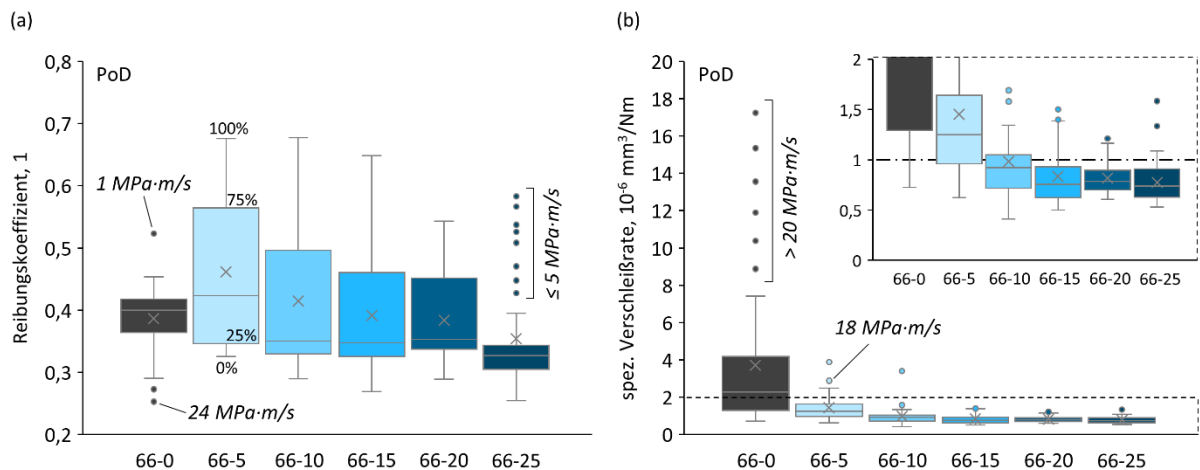 (a)
PoD
Reibungskoeffizient, 1
0,8
0,7
0,6
0,5
0,4
0,3
0,2
1 MPa·m/s
24 MPa·m/s
100%
75%
25%
0%
≤ 5 MPa·m/s
66-0 66-5 66-10 66-15 66-20 66-25
(b)
PoD
spez. Verschleißrate, 10⁻⁶ mm³/Nm
20
18
16
14
12
10
8
6
4
2
0
> 20 MPa·m/s
18 MPa·m/s
66-0 66-5 66-10 66-15 66-20 66-25
2
1,5
1
0,5
0
66-0 66-5 66-10 66-15 66-20 66-25